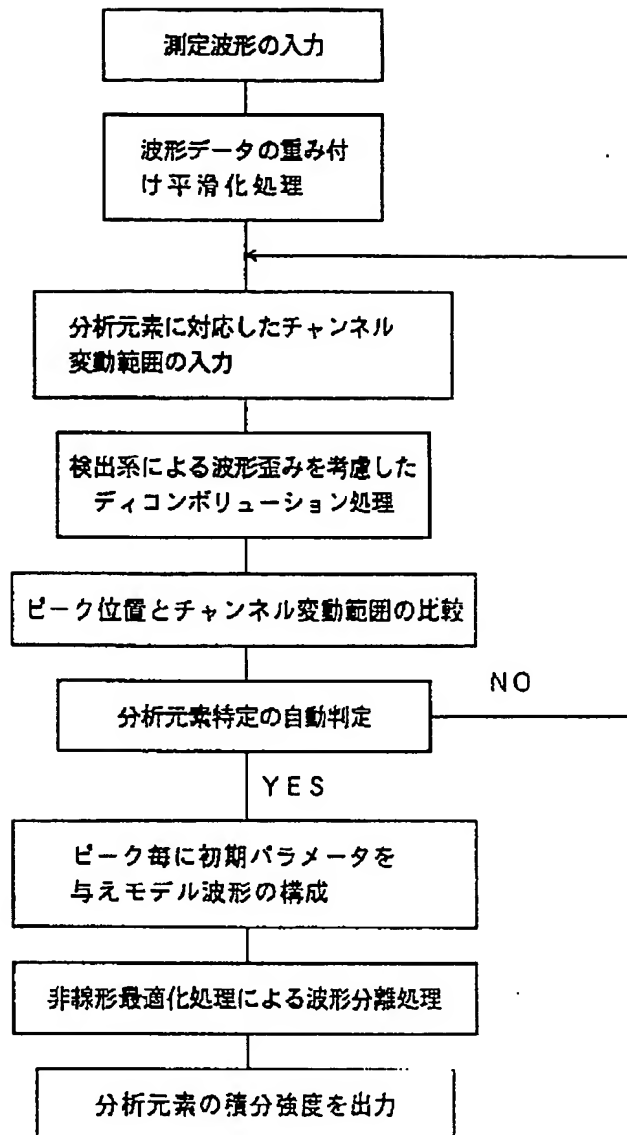 測定波形の入力
波形データの重み付
け平滑化処理
分析元素に対応したチャンネル
変動範囲の入力
検出系による波形歪みを考慮した
ディコンボリューション処理
ピーク位置とチャンネル変動範囲の比較
分析元素特定の自動判定
NO
YES
ピーク毎に初期パラメータを
与えモデル波形の構成
非線形最適化処理による波形分離処理
分析元素の積分強度を出力